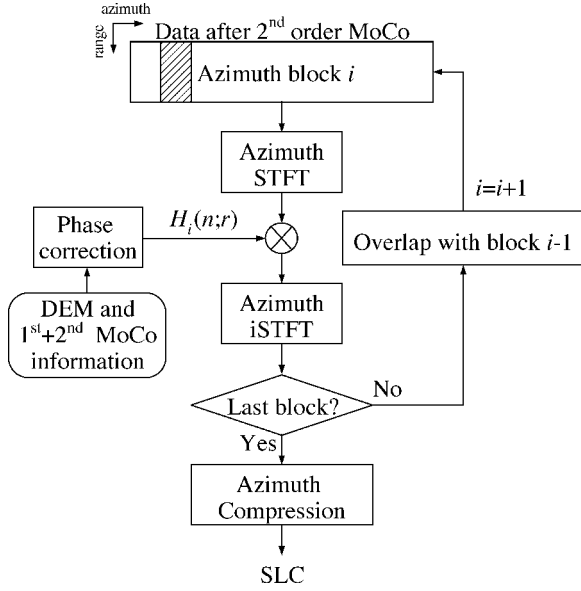 azimuth
range
Data after 2nd order MoCo
Azimuth block i
Azimuth
STFT
i=i+1
Phase
correction
Hi(n;r)
Overlap with block i-1
DEM and
1st+2nd MoCo
information
Azimuth
iSTFT
Last block?
No
Yes
Azimuth
Compression
SLC